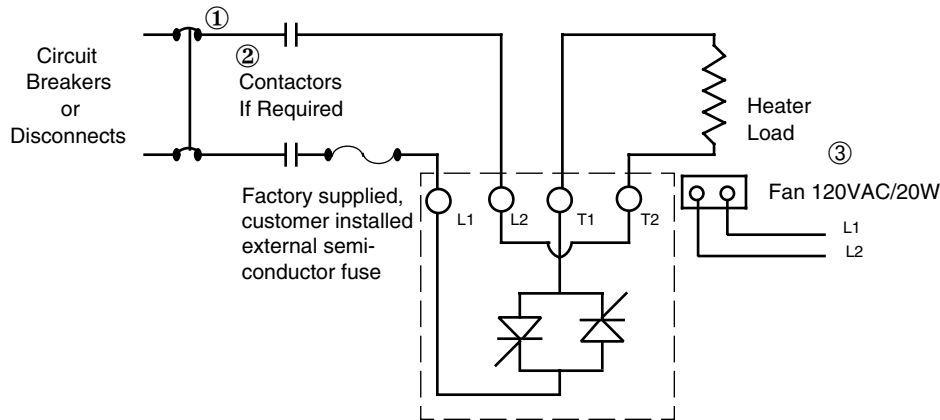 ①
Circuit
Breakers
or
Disconnects
②
Contactors
If Required
Heater
Load
③
Fan 120VAC/20W
L1
L2
Factory supplied,
customer installed
external semi-
conductor fuse
L1 L2 T1 T2